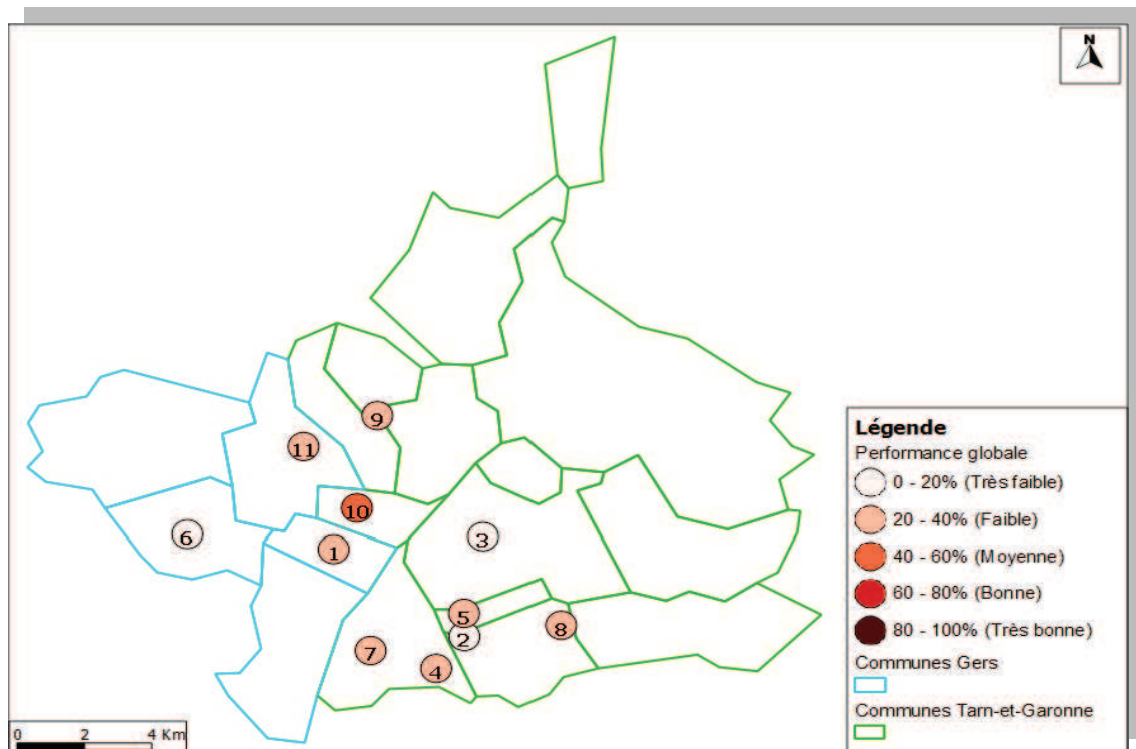 N
9
11
10
6
3
1
5
2
8
7
4
Légende
Performance globale
0 - 20% (Très faible)
20 - 40% (Faible)
40 - 60% (Moyenne)
60 - 80% (Bonne)
80 - 100% (Très bonne)
Communes Gers
Communes Tarn-et-Garonne
0 2 4 Km